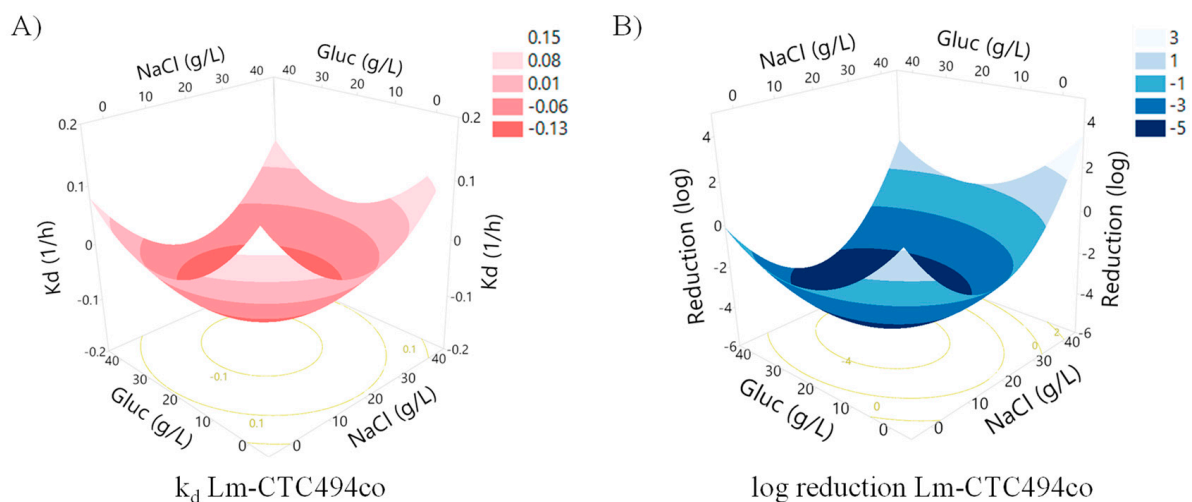 A)
NaCl (g/L)
Gluc (g/L)
0 10 20 30 40
40 30 20 10 0
0.15
0.08
0.01
-0.06
-0.13
0.2
0.1
0
-0.1
-0.2
Kd (1/h)
0.2
0.1
0
-0.1
-0.2
Kd (1/h)
-0.1
0.1
0.1
40 30 20 10 0
Gluc (g/L)
0 10 20 30 40
NaCl (g/L)
kd Lm-CTC494co
B)
NaCl (g/L)
Gluc (g/L)
0 10 20 30 40
40 30 20 10 0
3
1
-1
-3
-5
4
2
0
-2
-4
-6
Reduction (log)
4
2
0
-2
-4
-6
Reduction (log)
-4
0
0
2
40 30 20 10 0
Gluc (g/L)
0 10 20 30 40
NaCl (g/L)
log reduction Lm-CTC494co